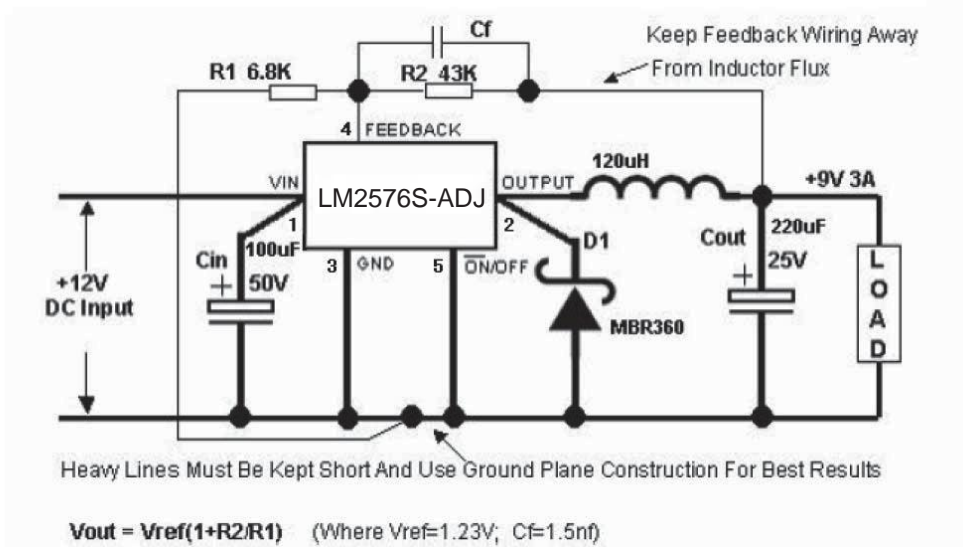 Cf
Keep Feedback Wiring Away
From Inductor Flux
R1 6.8K
R2 43K
4 FEEDBACK
120uH
VIN
LM2576S-ADJ
OUTPUT
+9V 3A
1
2
100uF
Cin
+
50V
3 GND
5 ON/OFF
D1
Cout
220uF
25V
+
+12V
DC Input
MBR360
LOAD
Heavy Lines Must Be Kept Short And Use Ground Plane Construction For Best Results
Vout = Vref(1+R2/R1) (Where Vref=1.23V; Cf=1.5nf)